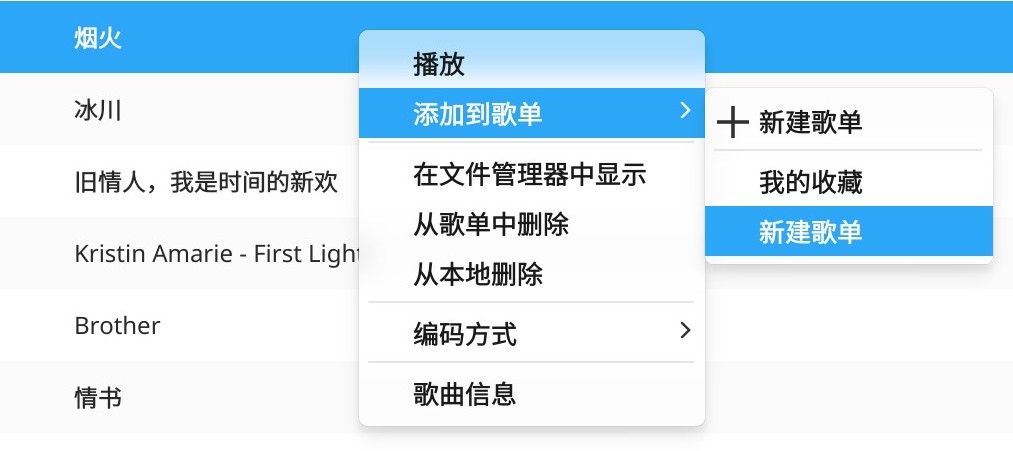 烟火
冰川
旧情人，我是时间的新欢
Kristin Amarie - First Light
Brother
情书
播放
添加到歌单
在文件管理器中显示
从歌单中删除
从本地删除
编码方式
歌曲信息
新建歌单
我的收藏
新建歌单